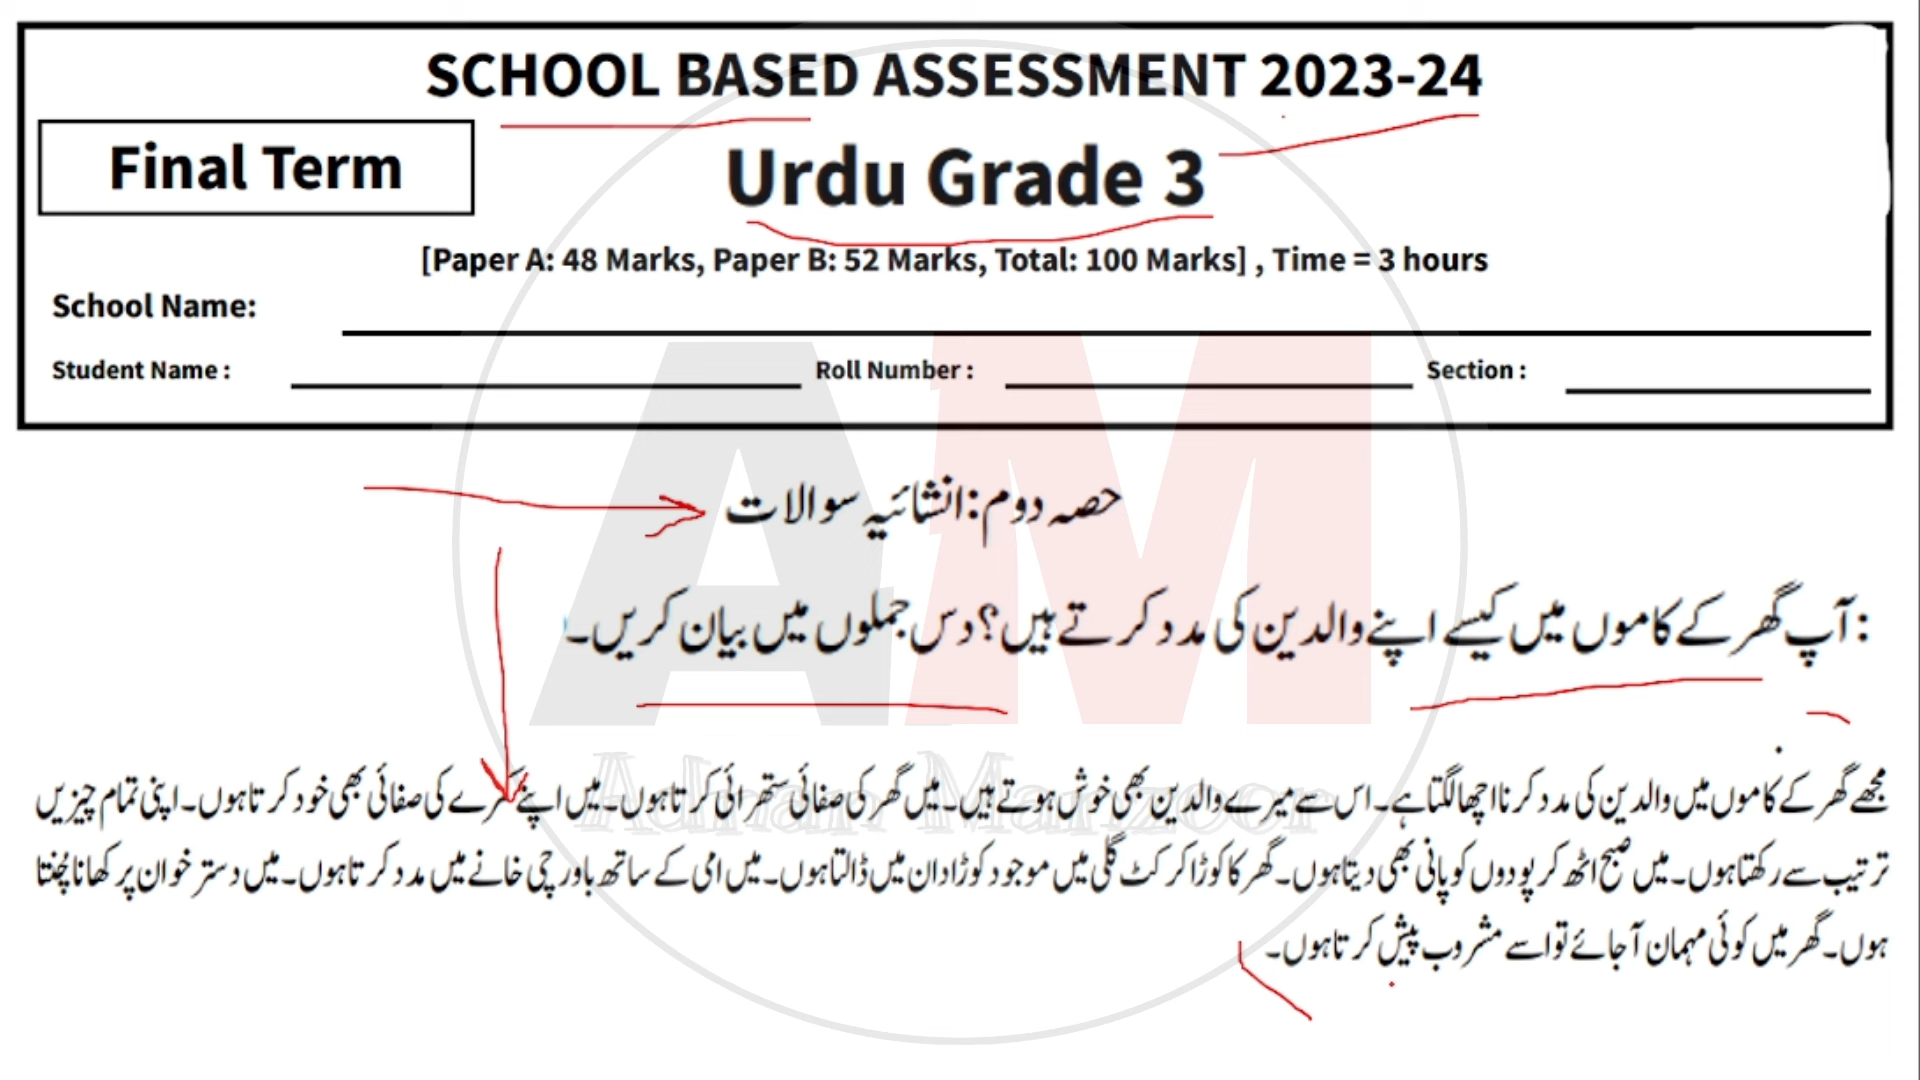 SCHOOL BASED ASSESSMENT 2023-24
Final Term
Urdu Grade 3
[Paper A: 48 Marks, Paper B: 52 Marks, Total: 100 Marks] , Time = 3 hours
School Name:
Student Name : Roll Number : Section :
حصہ دوم: انشائیہ سوالات
: آپ گھر کے کاموں میں کیسے اپنے والدین کی مدد کرتے ہیں؟ دس جملوں میں بیان کریں۔
مجھے گھر کے کاموں میں والدین کی مدد کرنا اچھا لگتا ہے۔ اس سے میرے والدین بھی خوش ہوتے ہیں۔ میں گھر کی صفائی ستھرائی کرتا ہوں۔ میں اپنے کمرے کی صفائی بھی خود کرتا ہوں۔ اپنی تمام چیزیں
ترتیب سے رکھتا ہوں۔ میں صبح اٹھ کر پودوں کو پانی بھی دیتا ہوں۔ گھر کا کوڑا کرکٹ گلی میں موجود کوڑا دان میں ڈالتا ہوں۔ میں امی کے ساتھ باورچی خانے میں مدد کرتا ہوں۔ میں دستر خوان پر کھانا چُنتا
ہوں۔ گھر میں کوئی مہمان آ جائے تو اسے مشروب پیش کرتا ہوں۔
AM
Adnan Manzoor